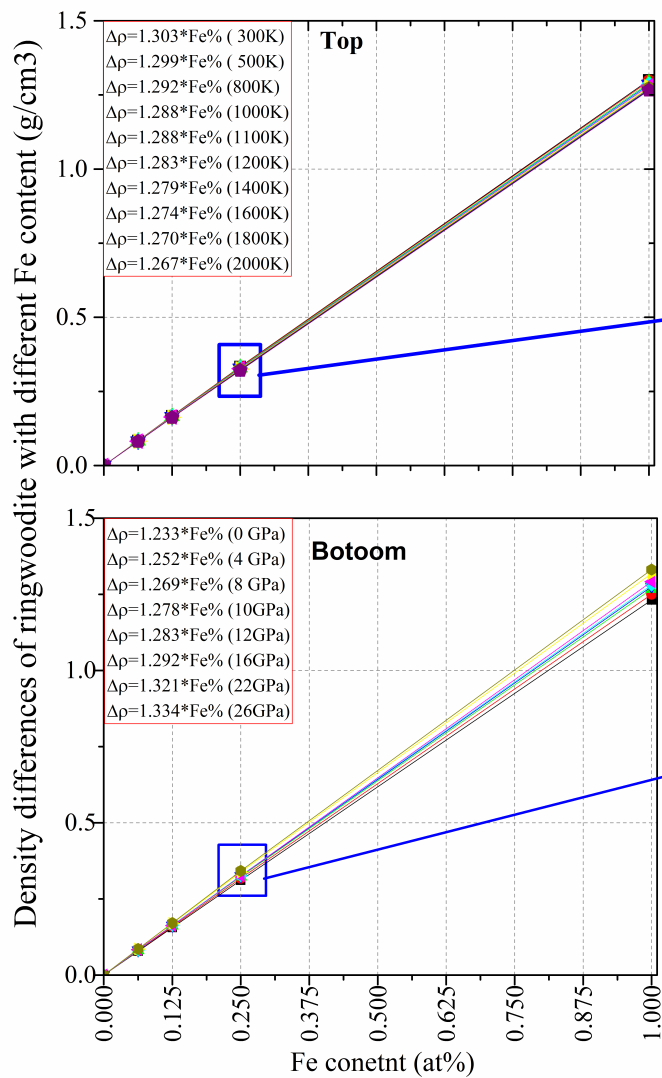 Density differences of ringwoodite with different Fe content (g/cm3)
1.5
1.0
0.5
0.0
Top
Δρ=1.303*Fe% ( 300K)
Δρ=1.299*Fe% ( 500K)
Δρ=1.292*Fe% (800K)
Δρ=1.288*Fe% (1000K)
Δρ=1.288*Fe% (1100K)
Δρ=1.283*Fe% (1200K)
Δρ=1.279*Fe% (1400K)
Δρ=1.274*Fe% (1600K)
Δρ=1.270*Fe% (1800K)
Δρ=1.267*Fe% (2000K)
1.5
1.0
0.5
0.0
Botoom
Δρ=1.233*Fe% (0 GPa)
Δρ=1.252*Fe% (4 GPa)
Δρ=1.269*Fe% (8 GPa)
Δρ=1.278*Fe% (10GPa)
Δρ=1.283*Fe% (12GPa)
Δρ=1.292*Fe% (16GPa)
Δρ=1.321*Fe% (22GPa)
Δρ=1.334*Fe% (26GPa)
0.000
0.125
0.250
0.375
0.500
0.625
0.750
0.875
1.000
Fe conetnt (at%)